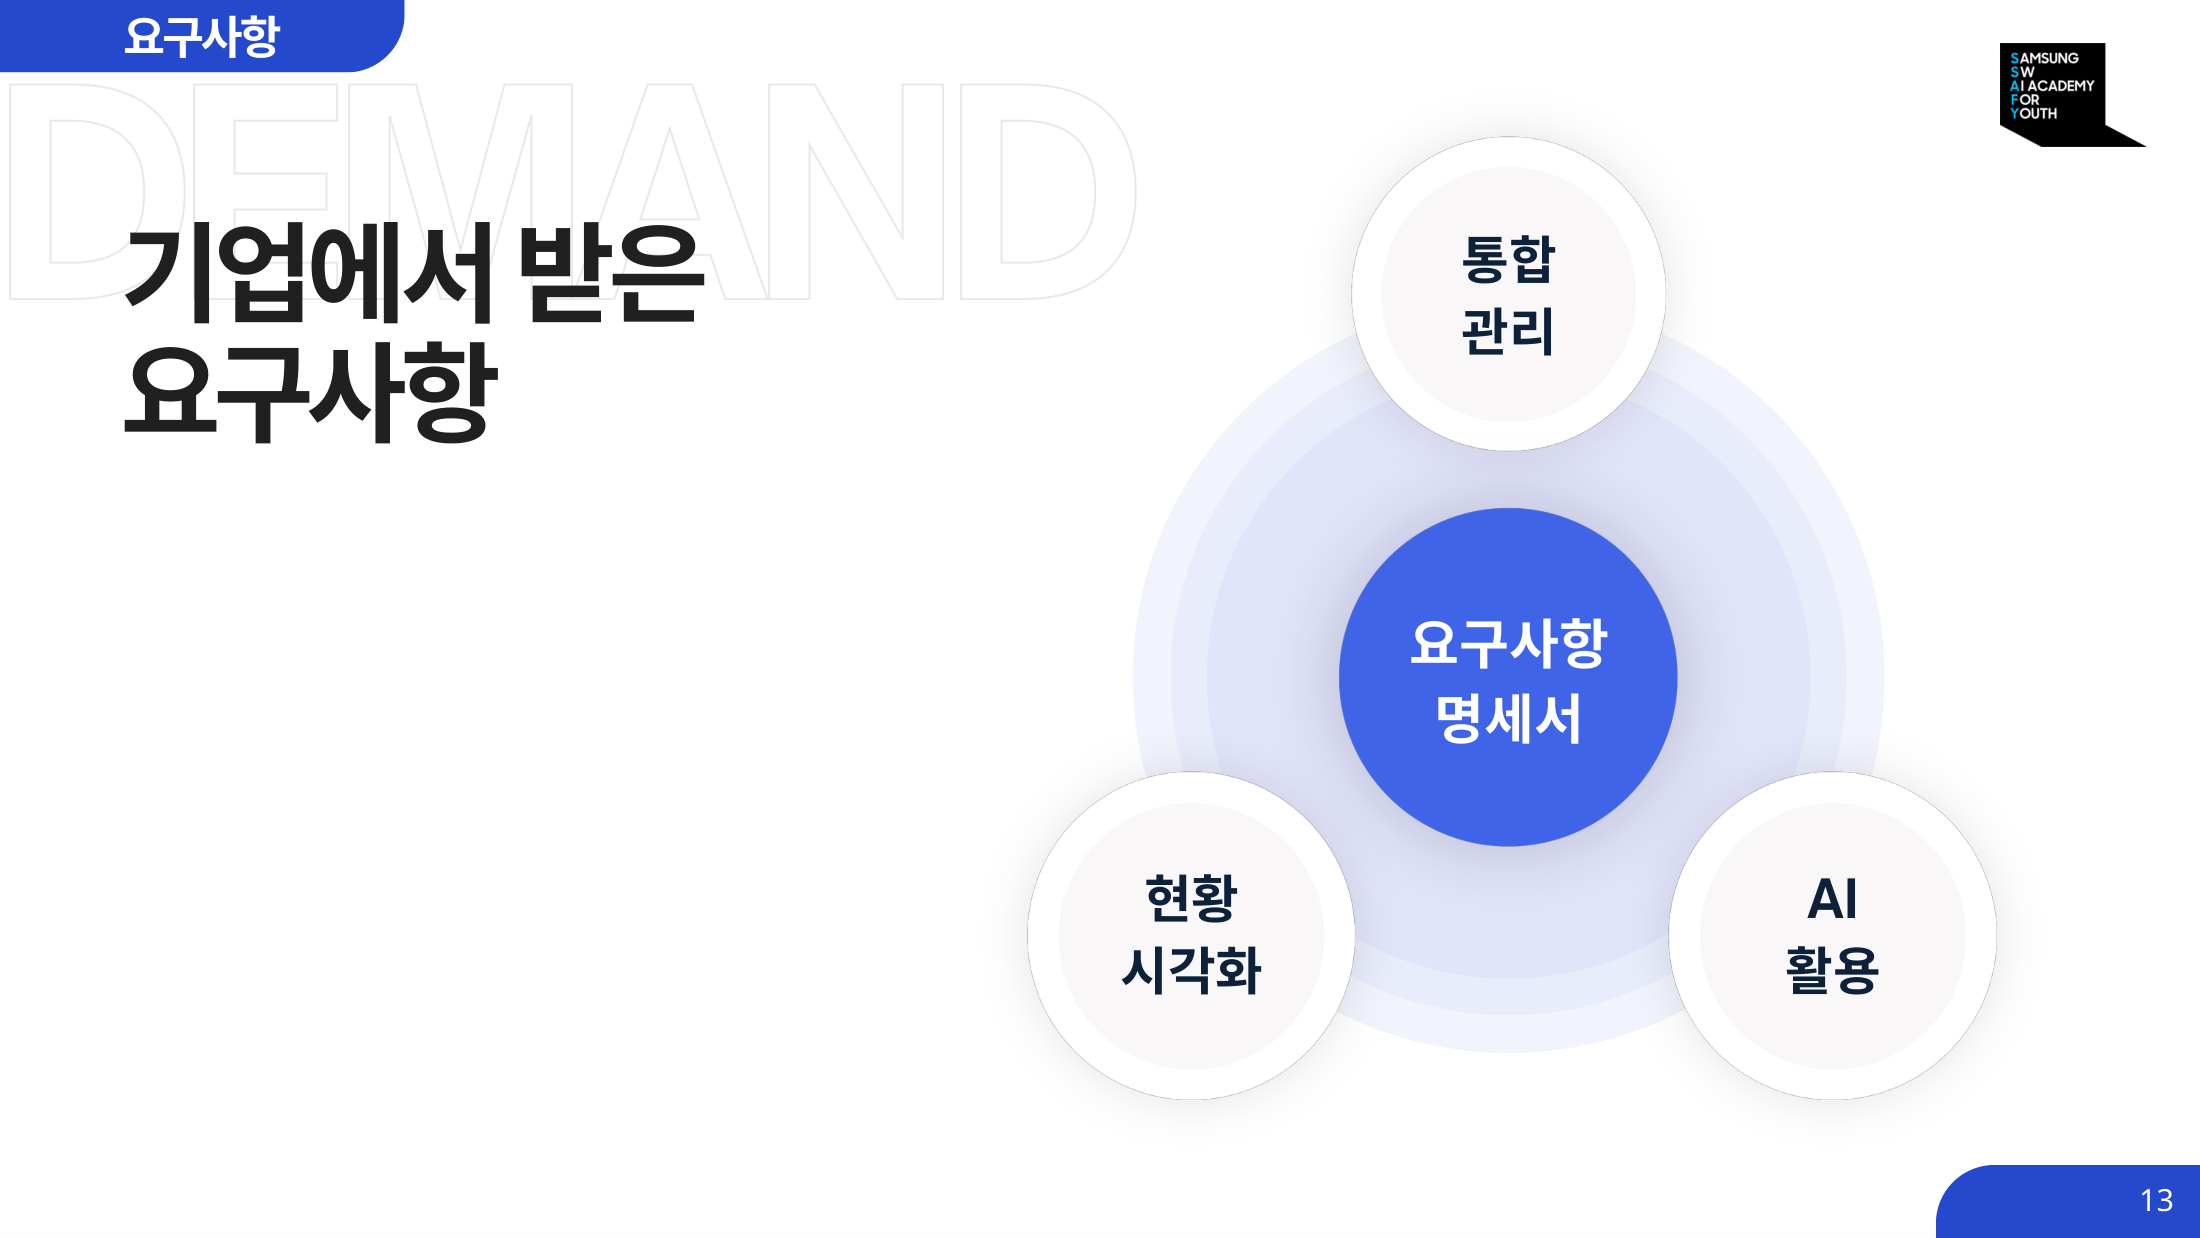 요구사항
SAMSUNG
SW
AI ACADEMY
FOR
YOUTH
DEMAND
기업에서 받은
요구사항
통합
관리
요구사항
명세서
현황
시각화
AI
활용
13